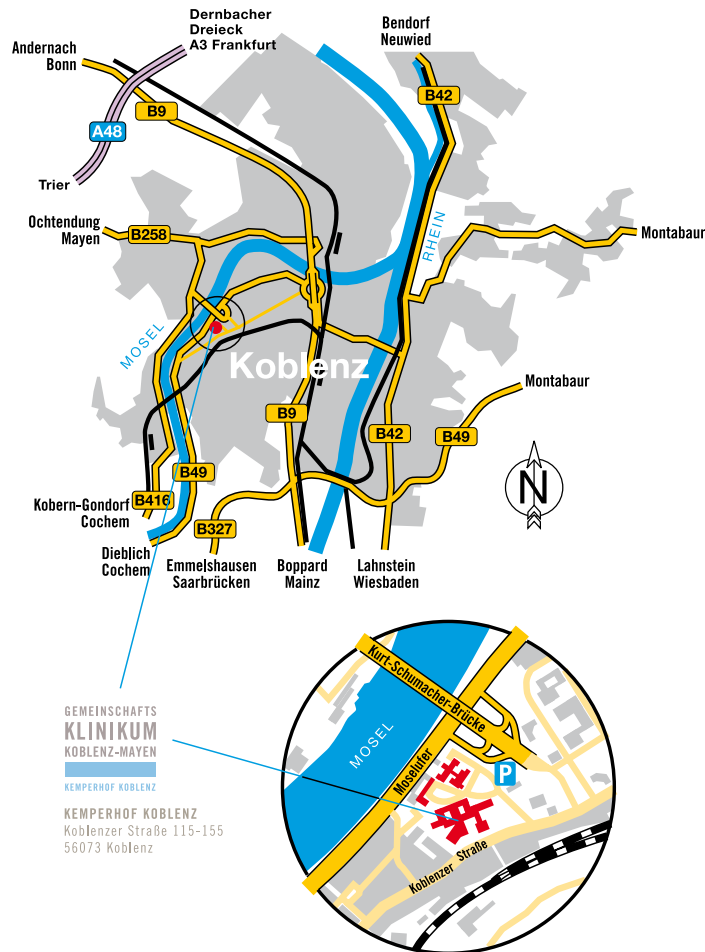 Dernbacher
Dreieck
A3 Frankfurt
Andernach
Bonn
Bendorf
Neuwied
B9
B42
A48
Trier
Ochtendung
Mayen
B258
RHEIN
Montabaur
MOSEL
Koblenz
Montabaur
B9
B42
B49
B49
N
Kobern-Gondorf
Cochem
B416
B327
Dieblich
Cochem
Emmelshausen
Saarbrücken
Boppard
Mainz
Lahnstein
Wiesbaden
Kurt-Schumacher-Brücke
MOSEL
Moselufer
P
Koblenzer Straße
GEMEINSCHAFTS
KLINIKUM
KOBLENZ-MAYEN
KEMPERHOF KOBLENZ
KEMPERHOF KOBLENZ
Koblenzer Straße 115-155
56073 Koblenz